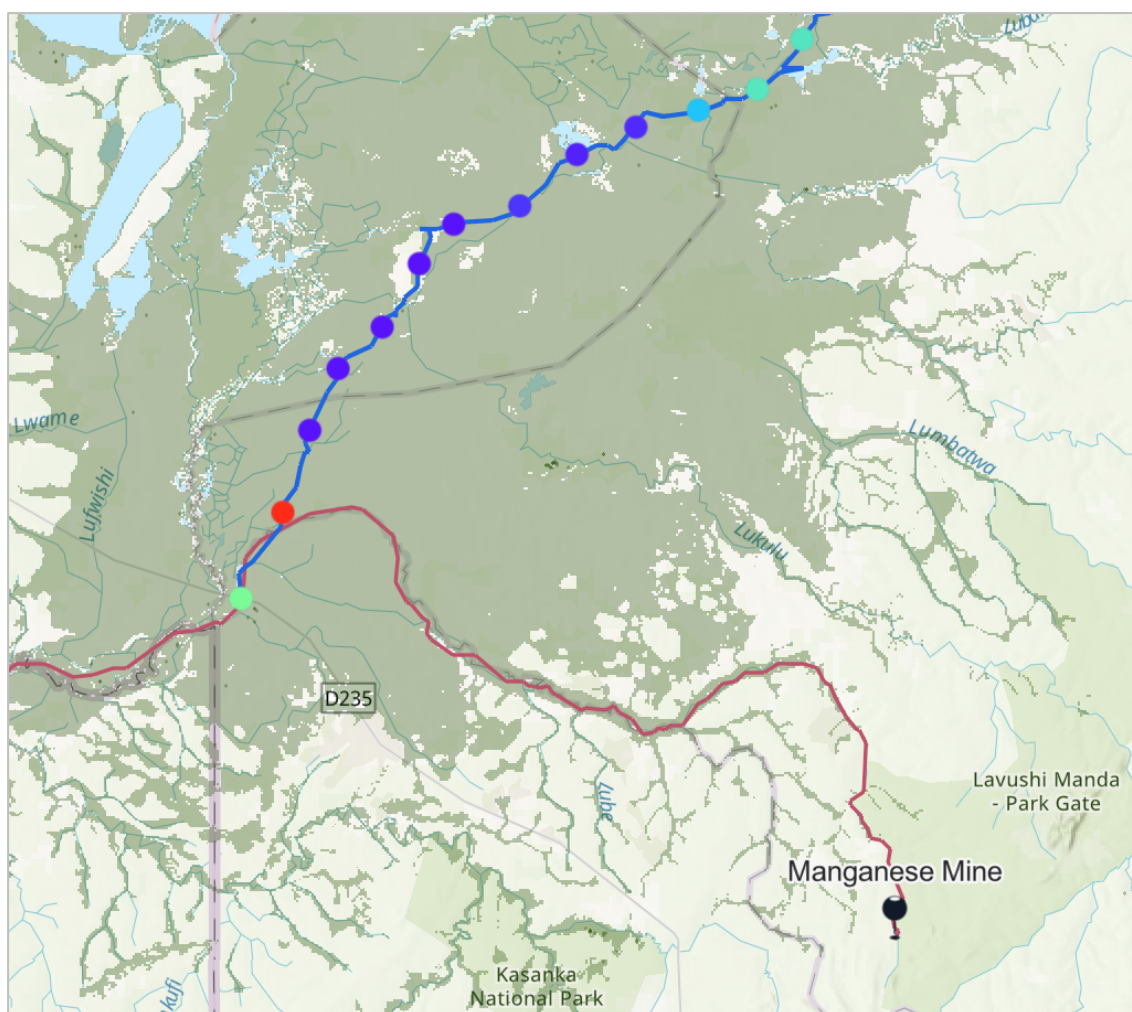 Lwame
Lufwishi
Lumbatwa
Lukulu
D235
Lube
Lavushi Manda
- Park Gate
Manganese Mine
Kasanka
National Park